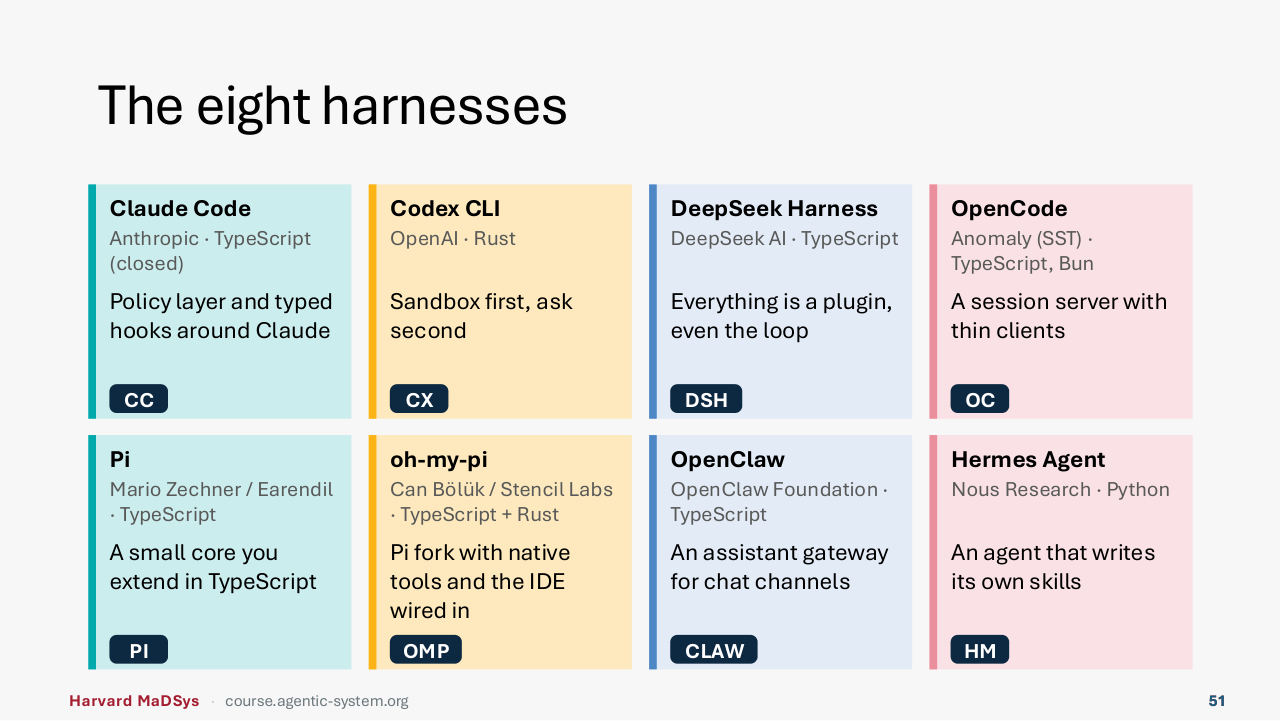 The eight harnesses
Claude Code
Anthropic · TypeScript
(closed)
Policy layer and typed
hooks around Claude
CC
Codex CLI
OpenAI · Rust
Sandbox first, ask
second
CX
DeepSeek Harness
DeepSeek AI · TypeScript
Everything is a plugin,
even the loop
DSH
OpenCode
Anomaly (SST) ·
TypeScript, Bun
A session server with
thin clients
OC
Pi
Mario Zechner / Earendil
· TypeScript
A small core you
extend in TypeScript
PI
oh-my-pi
Can Bölük / Stencil Labs
· TypeScript + Rust
Pi fork with native
tools and the IDE
wired in
OMP
OpenClaw
OpenClaw Foundation ·
TypeScript
An assistant gateway
for chat channels
CLAW
Hermes Agent
Nous Research · Python
An agent that writes
its own skills
HM
Harvard MaDSys · course.agentic-system.org
51